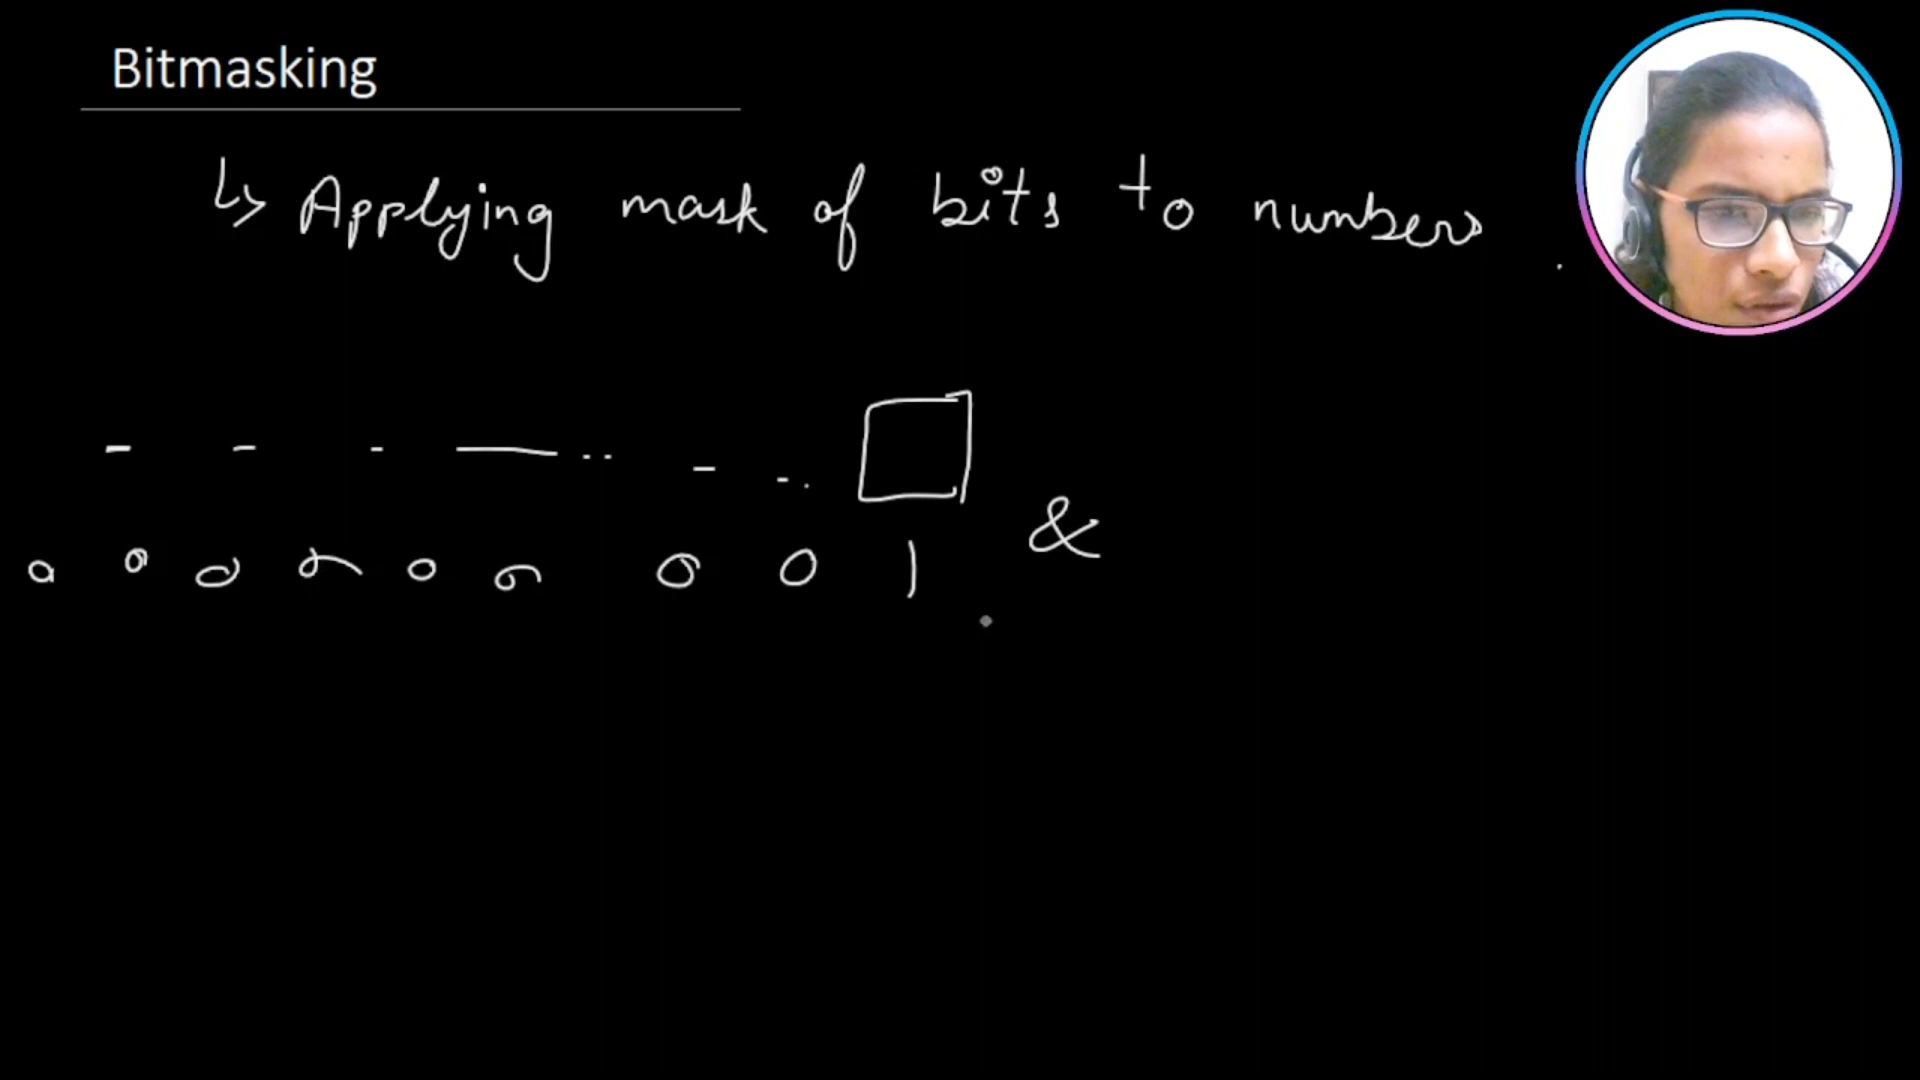 Bitmasking
↳ Applying mask of bits to numbers.
- - - — .. - -. □
0 0 0 0 0 0 0 0 1 &